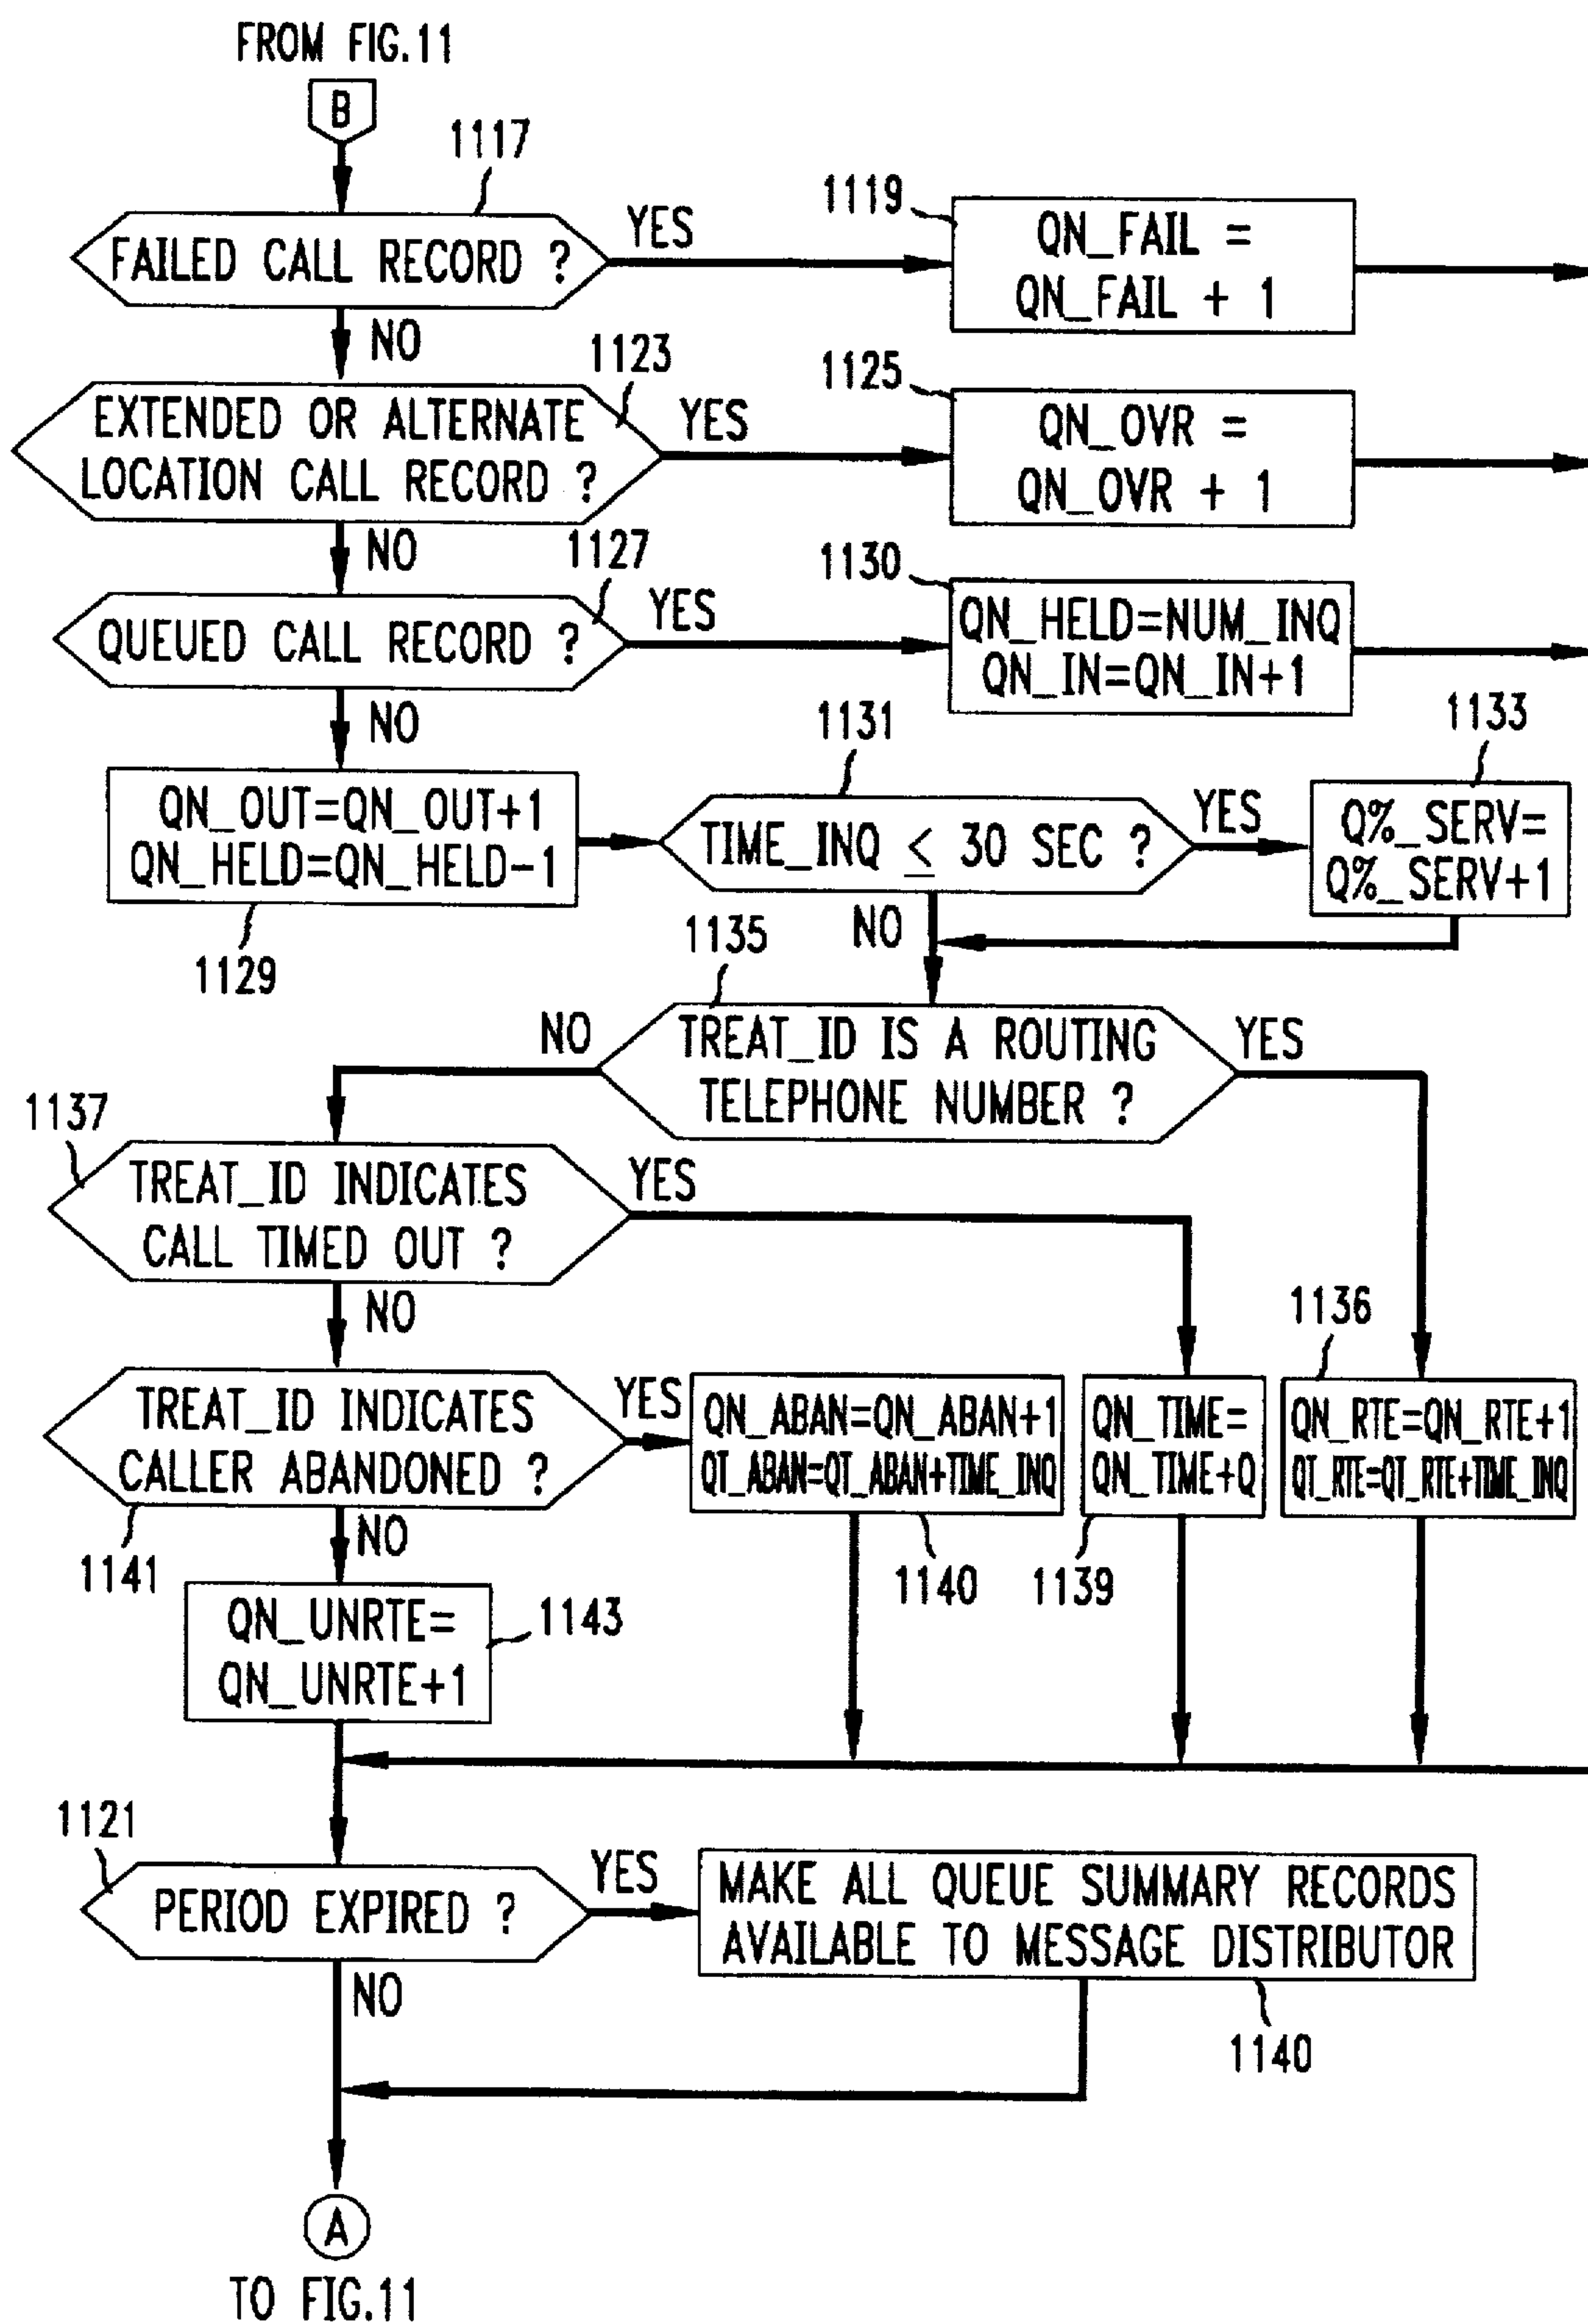 FROM FIG.11
B
1117
FAILED CALL RECORD ?
YES
1119
QN_FAIL =
QN_FAIL + 1
NO
1123
EXTENDED OR ALTERNATE
LOCATION CALL RECORD ?
YES
1125
QN_OVR =
QN_OVR + 1
NO
1127
QUEUED CALL RECORD ?
YES
1130
QN_HELD=NUM_INQ
QN_IN=QN_IN+1
NO
QN_OUT=QN_OUT+1
QN_HELD=QN_HELD-1
1129
1131
TIME_INQ ≤ 30 SEC ?
YES
1133
Q%_SERV=
Q%_SERV+1
NO
1135
TREAT_ID IS A ROUTING
TELEPHONE NUMBER ?
NO
YES
1137
TREAT_ID INDICATES
CALL TIMED OUT ?
YES
NO
TREAT_ID INDICATES
CALLER ABANDONED ?
1141
YES
QN_ABAN=QN_ABAN+1
QT_ABAN=QT_ABAN+TIME_INQ
1140
QN_TIME=
QN_TIME+Q
1139
1136
QN_RTE=QN_RTE+1
QT_RTE=QT_RTE+TIME_INQ
NO
QN_UNRTE=
QN_UNRTE+1
1143
1121
PERIOD EXPIRED ?
YES
MAKE ALL QUEUE SUMMARY RECORDS
AVAILABLE TO MESSAGE DISTRIBUTOR
1140
NO
A
TO FIG.11